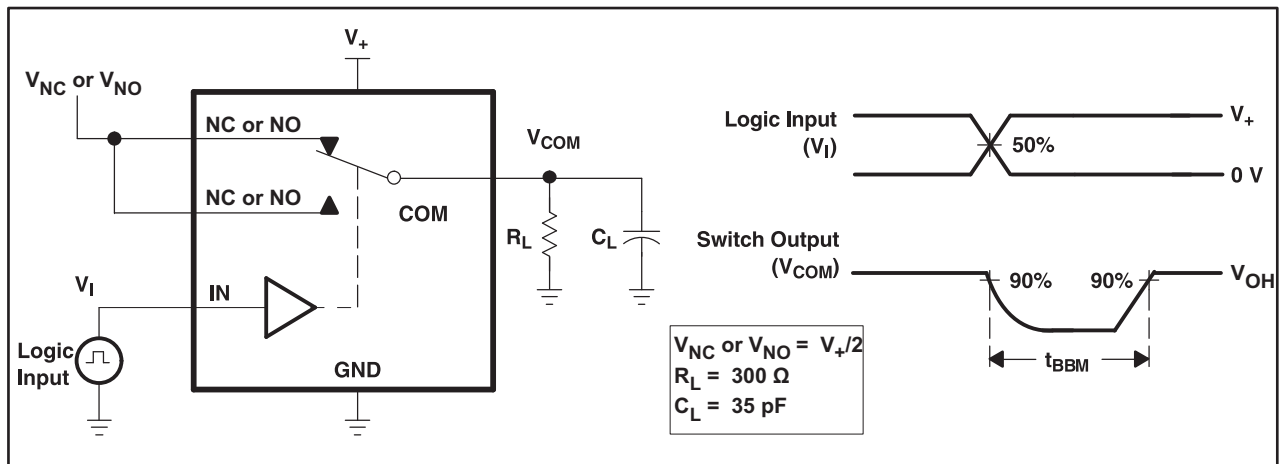 V+
VNC or VNO
NC or NO
VCOM
NC or NO
COM
RL
CL
VI
IN
Logic
Input
GND
Logic Input
(VI)
V+
50%
0 V
Switch Output
(VCOM)
90%
90%
VOH
tBBM
VNC or VNO = V+/2
RL = 300 Ω
CL = 35 pF